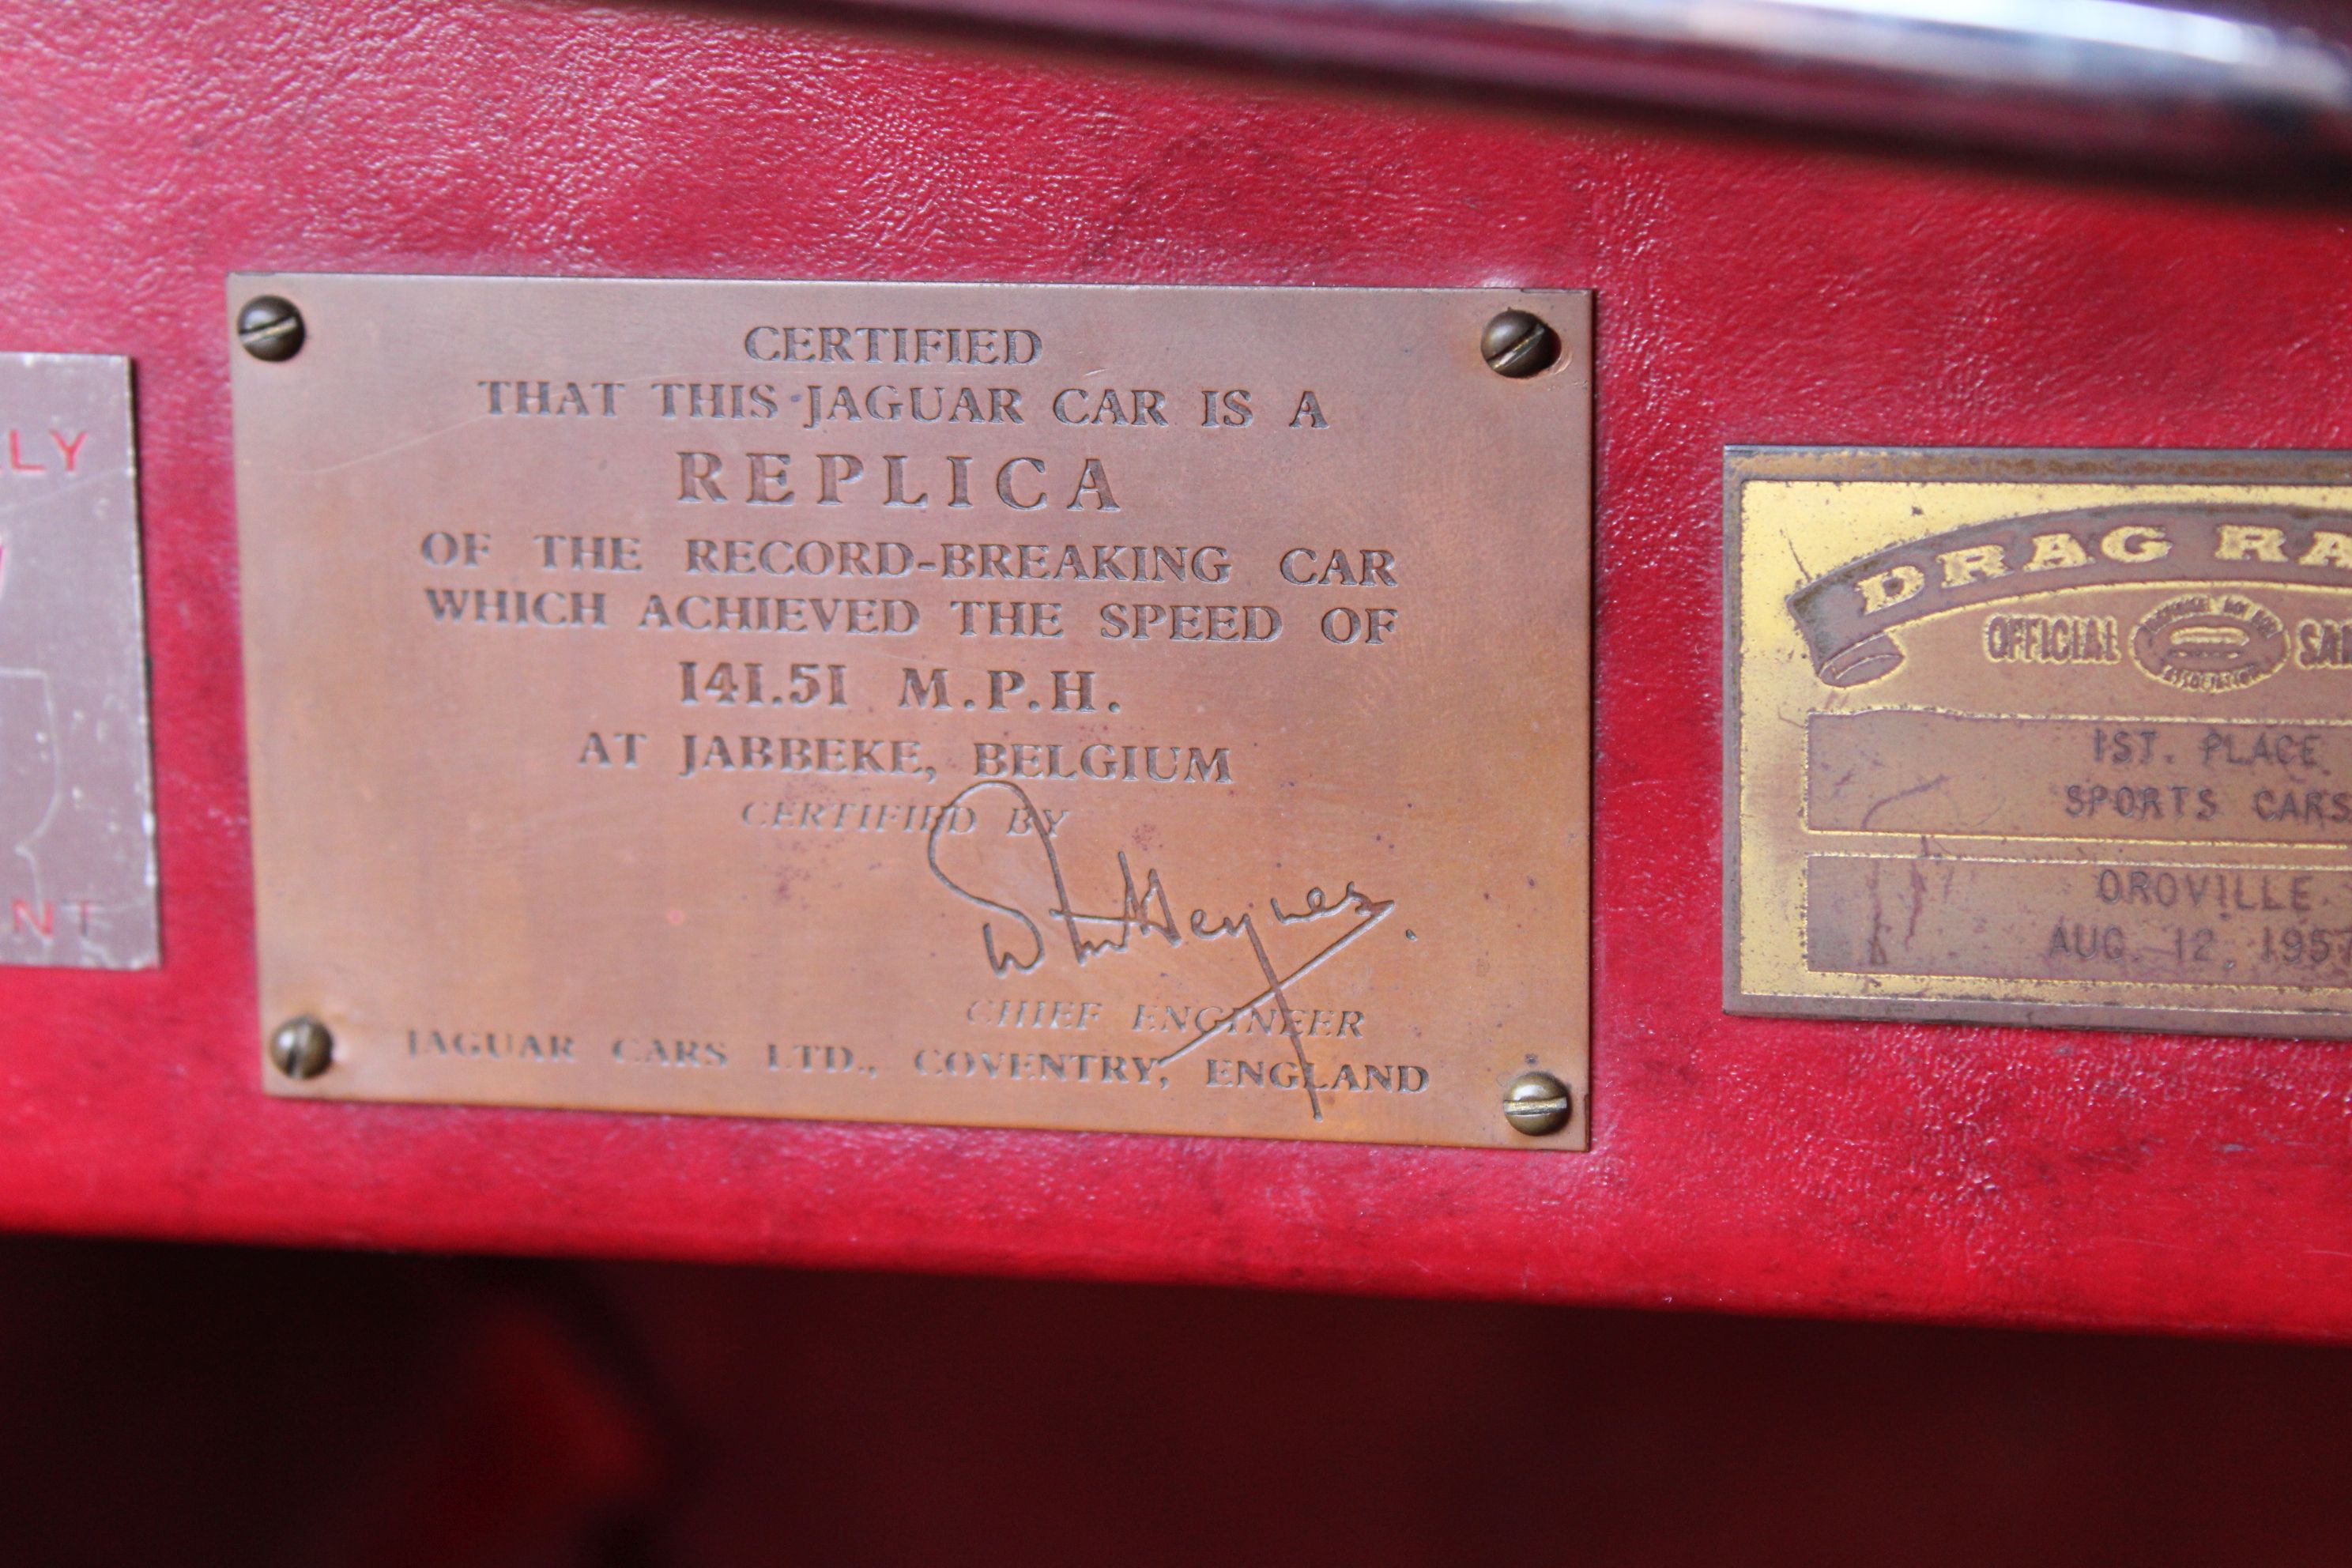 LLY
NT
CERTIFIED
THAT THIS JAGUAR CAR IS A
REPLICA
OF THE RECORD-BREAKING CAR
WHICH ACHIEVED THE SPEED OF
141.51 M.P.H.
AT JABBEKE, BELGIUM
CERTIFIED BY
W M Heynes.
CHIEF ENGINEER
JAGUAR CARS LTD., COVENTRY, ENGLAND
DRAG RA
OFFICIAL
1ST. PLACE
SPORTS CARS
OROVILLE
AUG. 12, 195